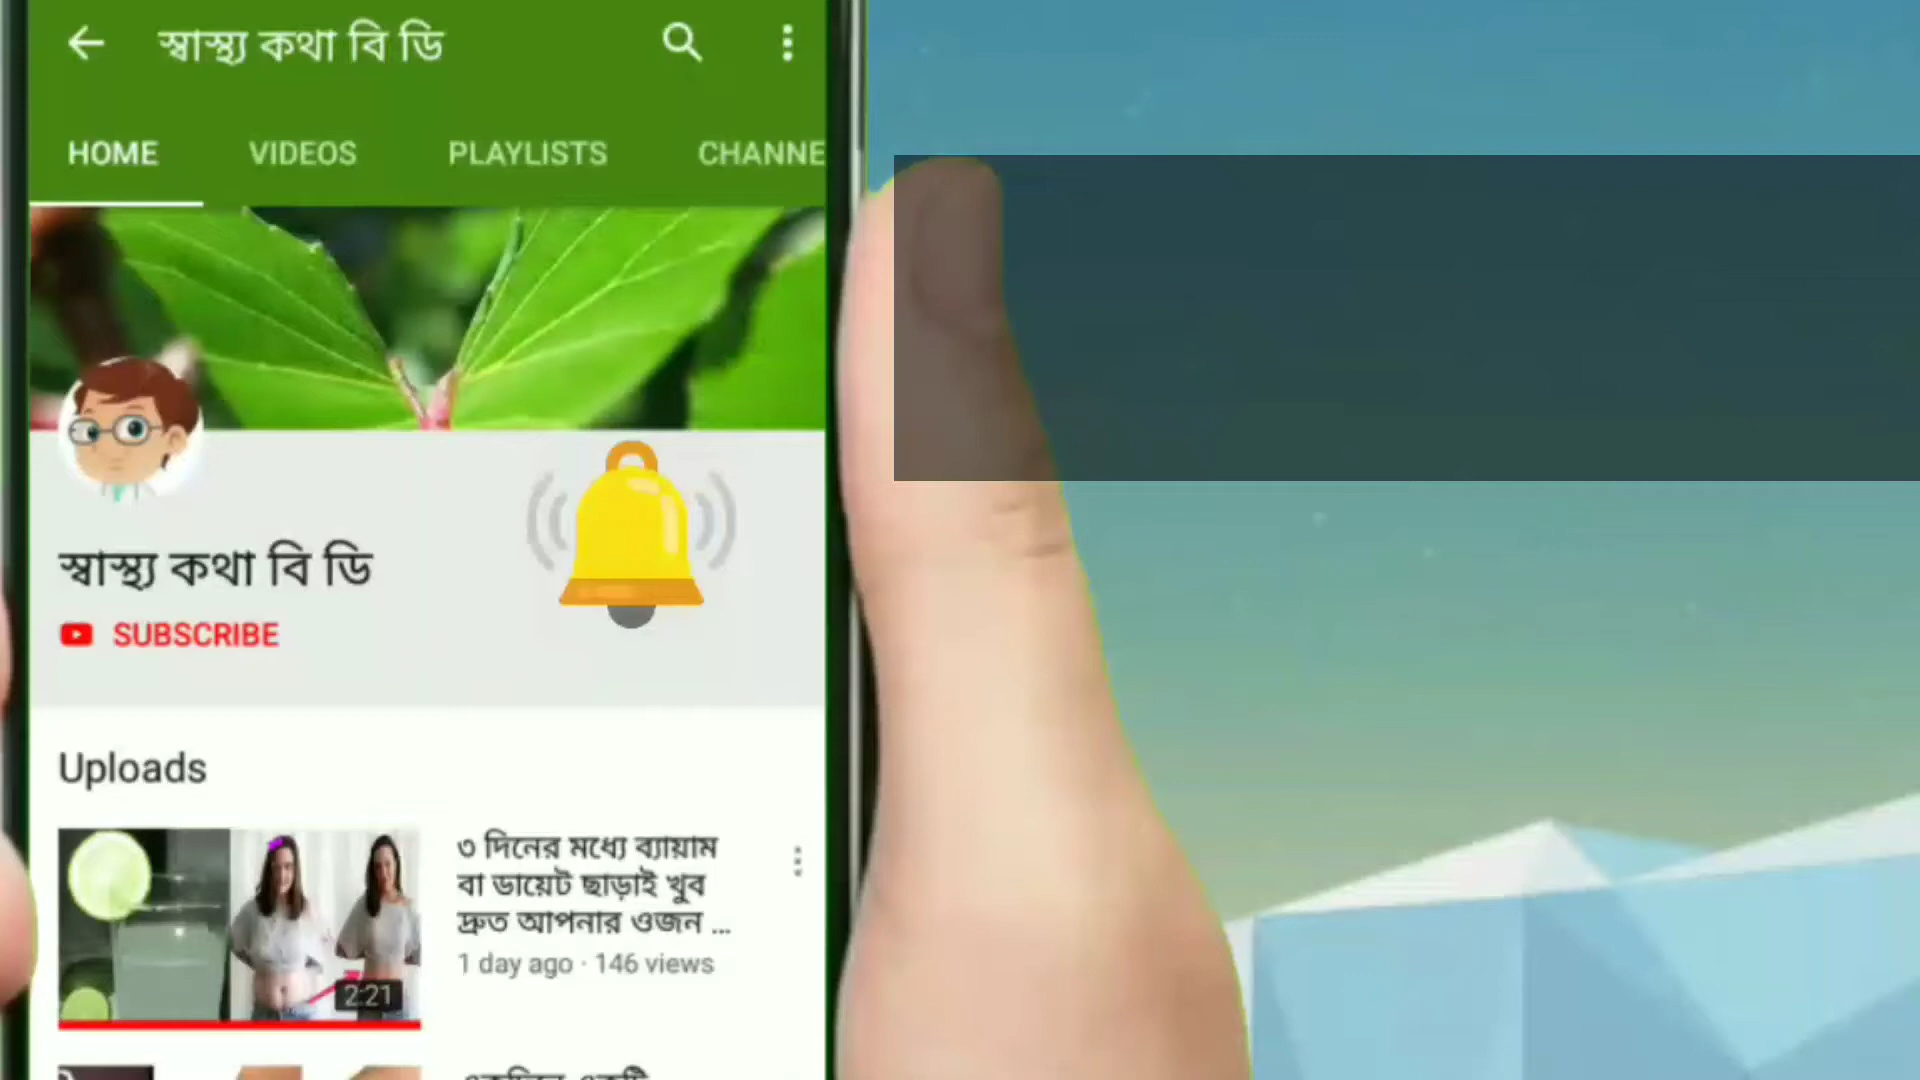 স্বাস্থ্য কথা বি ডি
HOME VIDEOS PLAYLISTS CHANNE
স্বাস্থ্য কথা বি ডি
SUBSCRIBE
Uploads
৩ দিনের মধ্যে ব্যায়াম
বা ডায়েট ছাড়াই খুব
দ্রুত আপনার ওজন ...
1 day ago · 146 views
2:21